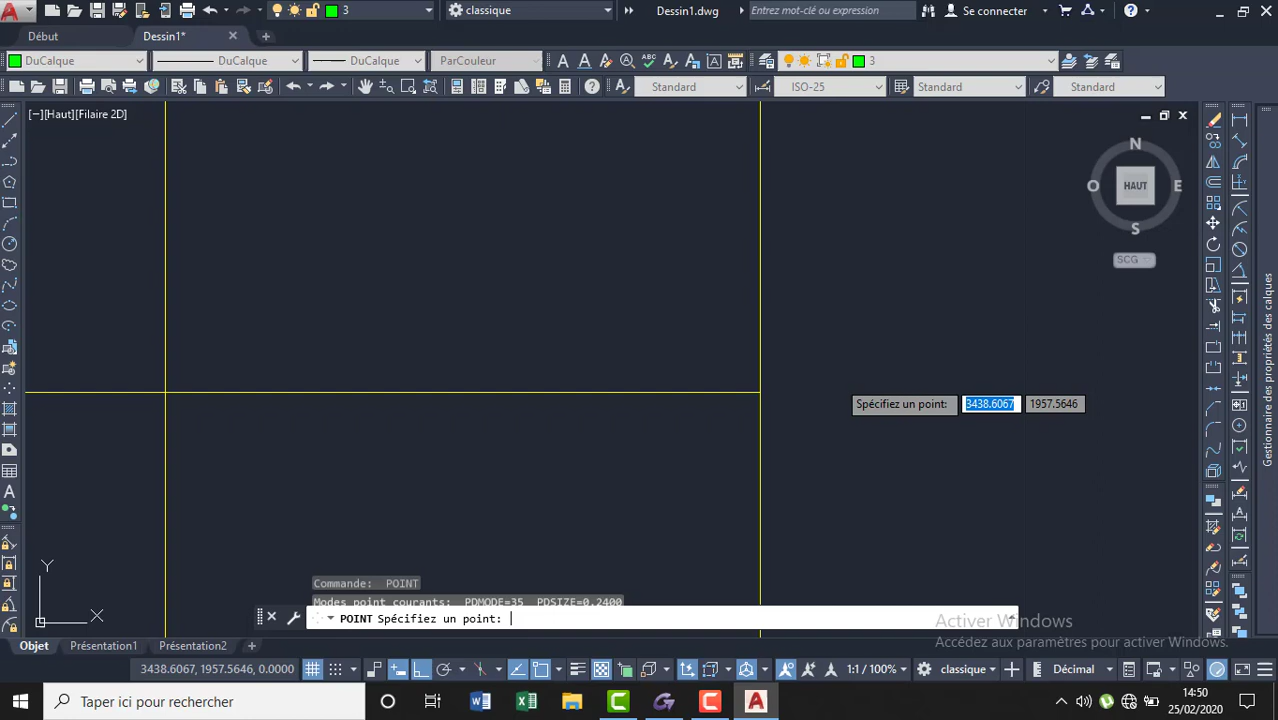 3
classique
Dessin1.dwg
Entrez mot-clé ou expression
Se connecter
Début
Dessin1*
DuCalque
DuCalque
DuCalque
ParCouleur
3
Standard
ISO-25
Standard
Standard
[−][Haut][Filaire 2D]
N
O
HAUT
E
S
SCG
Gestionnaire des propriétés des calques
Spécifiez un point:
3438.6067
1957.5646
Y
X
Commande: POINT
Modes point courants: PDMODE=35 PDSIZE=0.2400
POINT Spécifiez un point:
Activer Windows
Accédez aux paramètres pour activer Windows.
Objet
Présentation1
Présentation2
3438.6067, 1957.5646, 0.0000
1:1 / 100%
classique
Décimal
Taper ici pour rechercher
14:50
25/02/2020